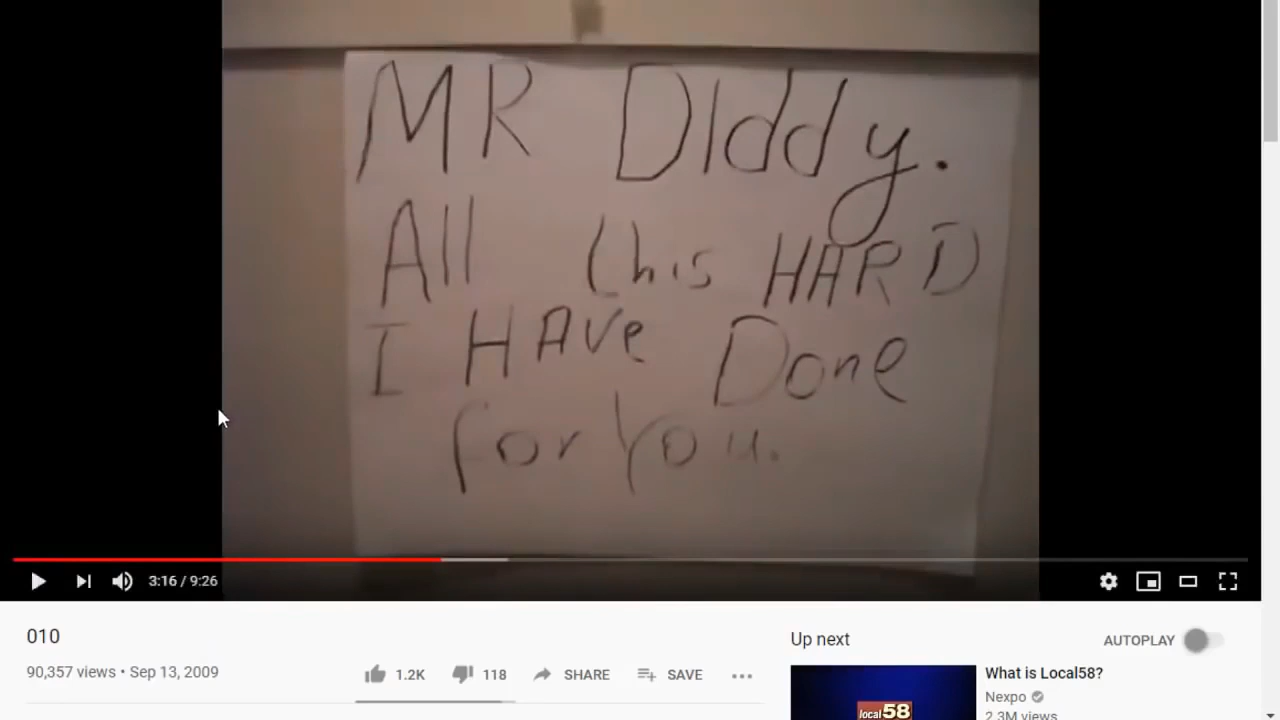 MR DIddy.
All this HARD
I HAVe Done
for You.
3:16 / 9:26
010
90,357 views • Sep 13, 2009
1.2K
118
SHARE
SAVE
Up next
AUTOPLAY
local58
What is Local58?
Nexpo
2.3M views